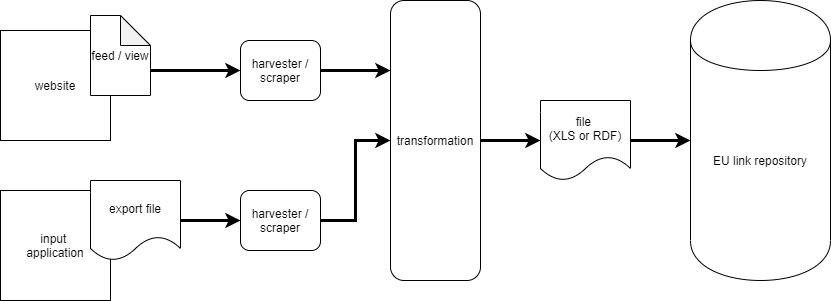 feed / view
website
harvester /
scraper
transformation
file
(XLS or RDF)
EU link repository
export file
input
application
harvester /
scraper